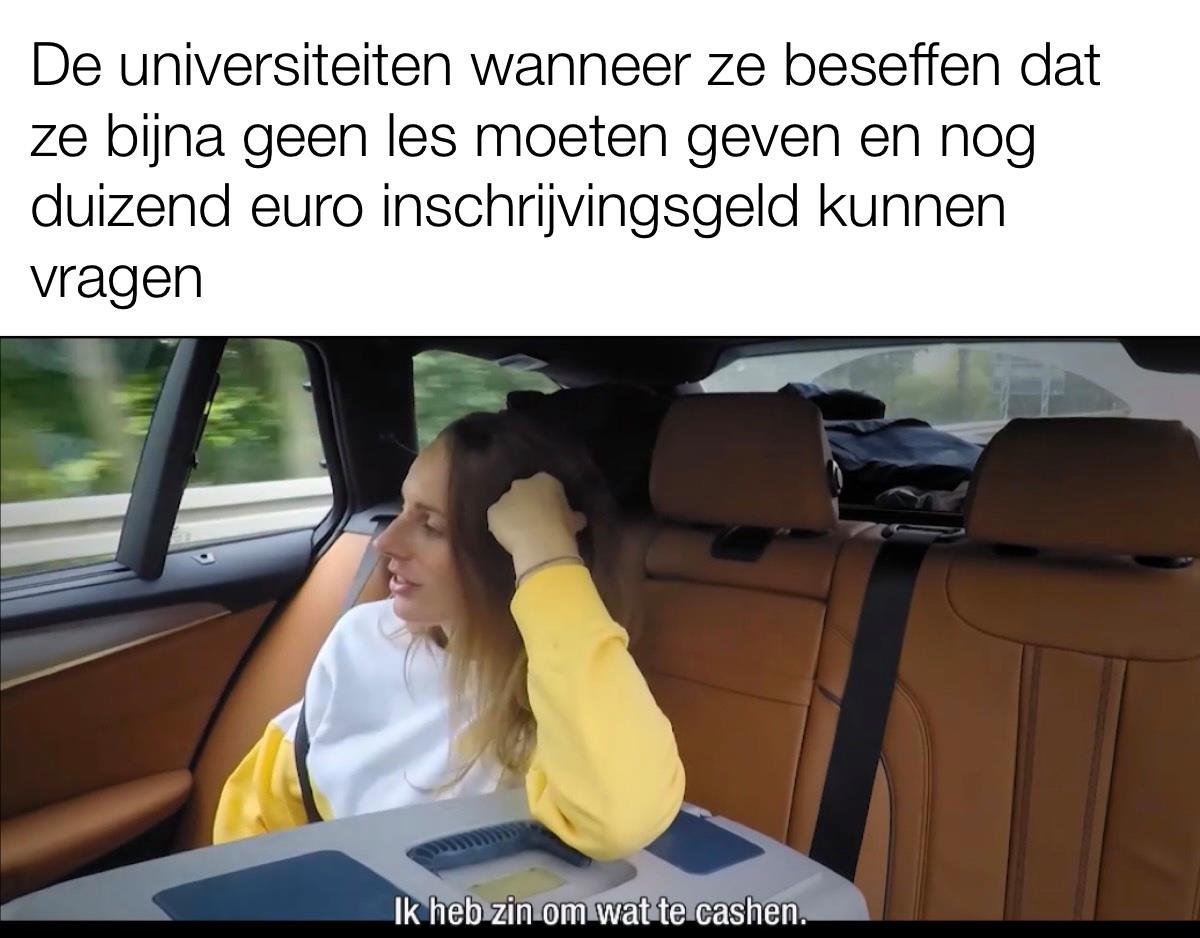 De universiteiten wanneer ze beseffen dat
ze bijna geen les moeten geven en nog
duizend euro inschrijvingsgeld kunnen
vragen
Ik heb zin om wat te cashen.